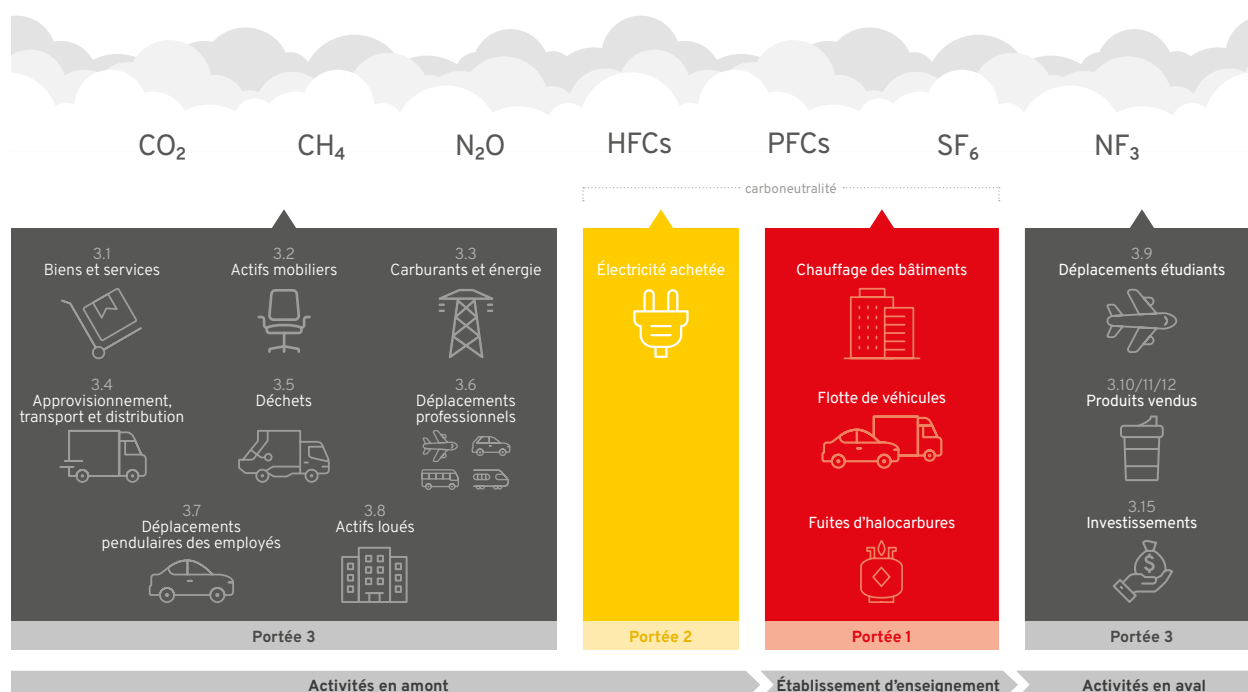 CO₂ CH₄ N₂O HFCs PFCs SF₆ NF₃
carboneutralité
3.1
Biens et services
3.2
Actifs mobiliers
3.3
Carburants et énergie
3.4
Approvisionnement,
transport et distribution
3.5
Déchets
3.6
Déplacements
professionnels
3.7
Déplacements
pendulaires des employés
3.8
Actifs loués
Portée 3
Électricité achetée
Portée 2
Chauffage des bâtiments
Flotte de véhicules
Fuites d’halocarbures
Portée 1
3.9
Déplacements étudiants
3.10/11/12
Produits vendus
3.15
Investissements
$
Portée 3
Activités en amont
Établissement d’enseignement
Activités en aval